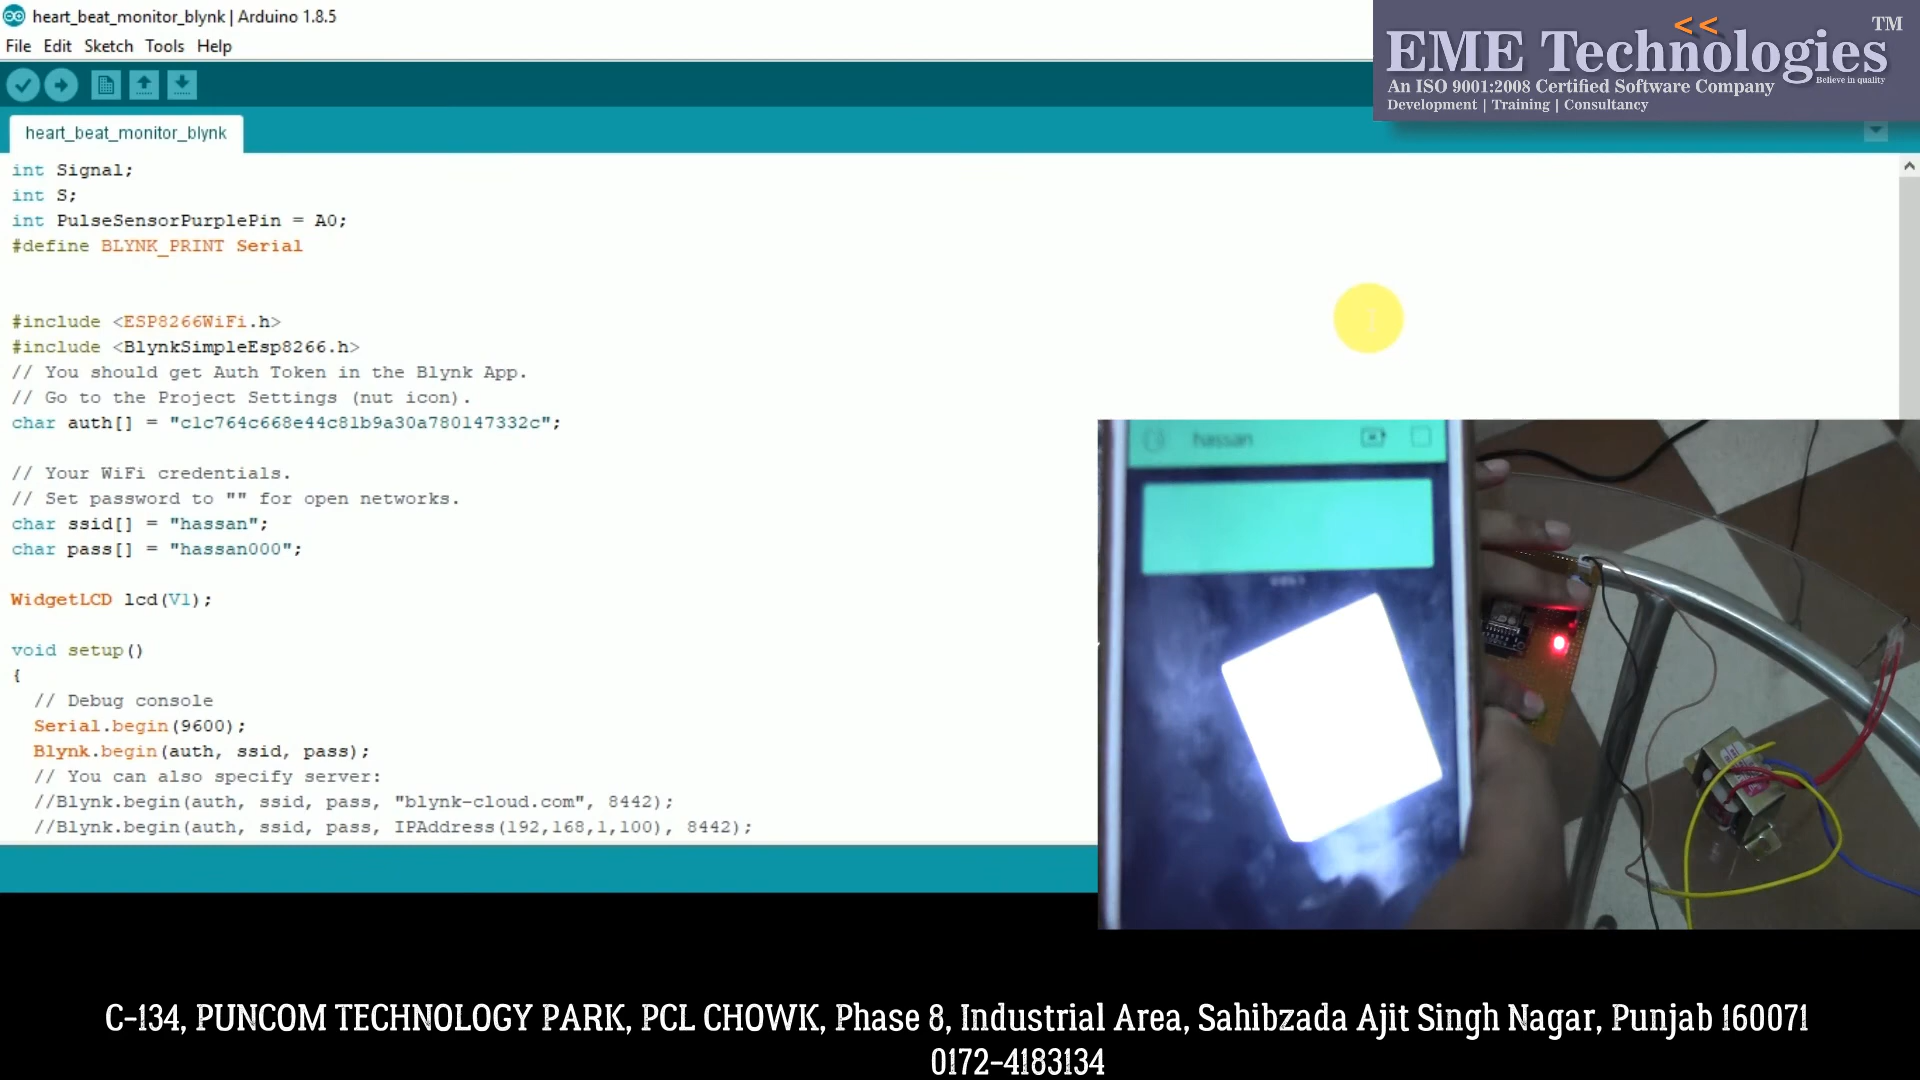 heart_beat_monitor_blynk | Arduino 1.8.5
File Edit Sketch Tools Help
<< TM
EME Technologies
Believe in quality
An ISO 9001:2008 Certified Software Company
Development | Training | Consultancy
heart_beat_monitor_blynk
int Signal;
int S;
int PulseSensorPurplePin = A0;
#define BLYNK_PRINT Serial
#include <ESP8266WiFi.h>
#include <BlynkSimpleEsp8266.h>
// You should get Auth Token in the Blynk App.
// Go to the Project Settings (nut icon).
char auth[] = "c1c764c668e44c81b9a30a780147332c";
// Your WiFi credentials.
// Set password to "" for open networks.
char ssid[] = "hassan";
char pass[] = "hassan000";
WidgetLCD lcd(V1);
void setup()
{
// Debug console
Serial.begin(9600);
Blynk.begin(auth, ssid, pass);
// You can also specify server:
//Blynk.begin(auth, ssid, pass, "blynk-cloud.com", 8442);
//Blynk.begin(auth, ssid, pass, IPAddress(192,168,1,100), 8442);
hassan
C-134, PUNCOM TECHNOLOGY PARK, PCL CHOWK, Phase 8, Industrial Area, Sahibzada Ajit Singh Nagar, Punjab 160071
0172-4183134